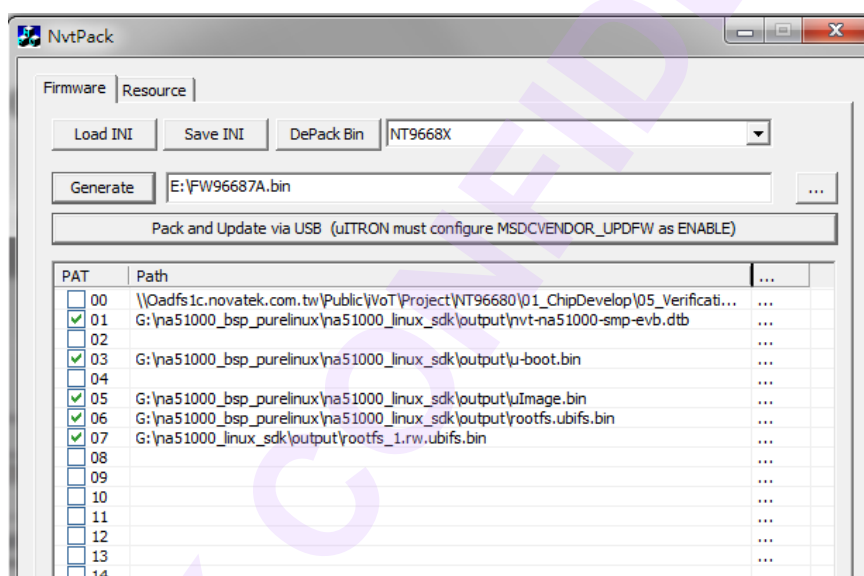 NvtPack
Firmware Resource
Load INI Save INI DePack Bin NT9668X
Generate E:\FW96687A.bin ...
Pack and Update via USB (uITRON must configure MSDCVENDOR_UPDFW as ENABLE)
PAT Path ...
00 \\Oadfs1c.novatek.com.tw\Public\iVoT\Project\NT96680\01_ChipDevelop\05_Verificati... ...
01 G:\na51000_bsp_purelinux\na51000_linux_sdk\output\nvt-na51000-smp-evb.dtb ...
02 ...
03 G:\na51000_bsp_purelinux\na51000_linux_sdk\output\u-boot.bin ...
04 ...
05 G:\na51000_bsp_purelinux\na51000_linux_sdk\output\uImage.bin ...
06 G:\na51000_bsp_purelinux\na51000_linux_sdk\output\rootfs.ubifs.bin ...
07 G:\na51000_linux_sdk\output\rootfs_1.rw.ubifs.bin ...
08 ...
09 ...
10 ...
11 ...
12 ...
13 ...
14
CONFID